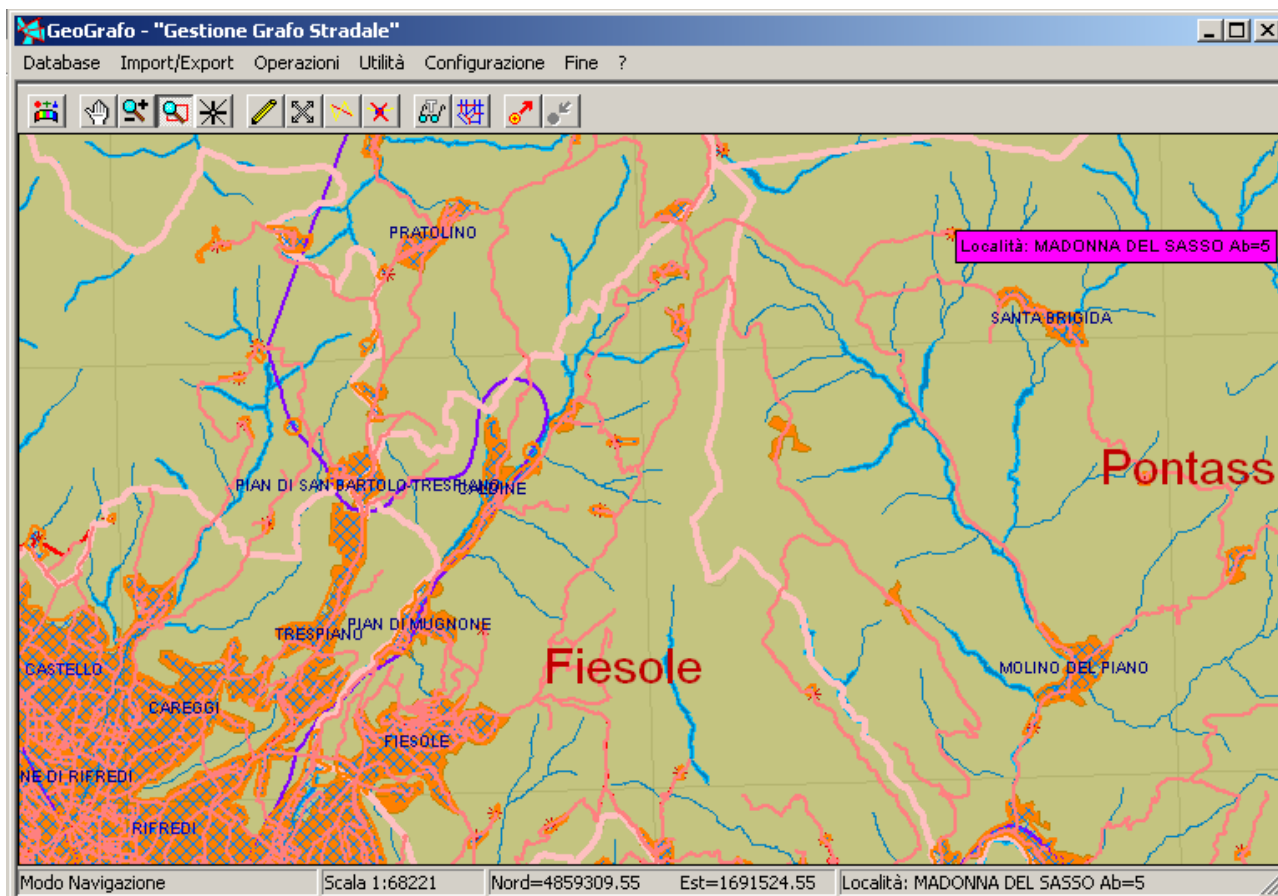 GeoGrafo - "Gestione Grafo Stradale"
Database Import/Export Operazioni Utilità Configurazione Fine ?
PRATOLINO
Località: MADONNA DEL SASSO Ab=5
SANTA BRIGIDA
Pontass
PIAN DI SAN BARTOLO-TRESPIANO
CALDINE
PIAN DI MUGNONE
TRESPIANO
Fiesole
CASTELLO
MOLINO DEL PIANO
CAREGGI
FIESOLE
NE DI RIFREDI
RIFREDI
Modo Navigazione Scala 1:68221 Nord=4859309.55 Est=1691524.55 Località: MADONNA DEL SASSO Ab=5